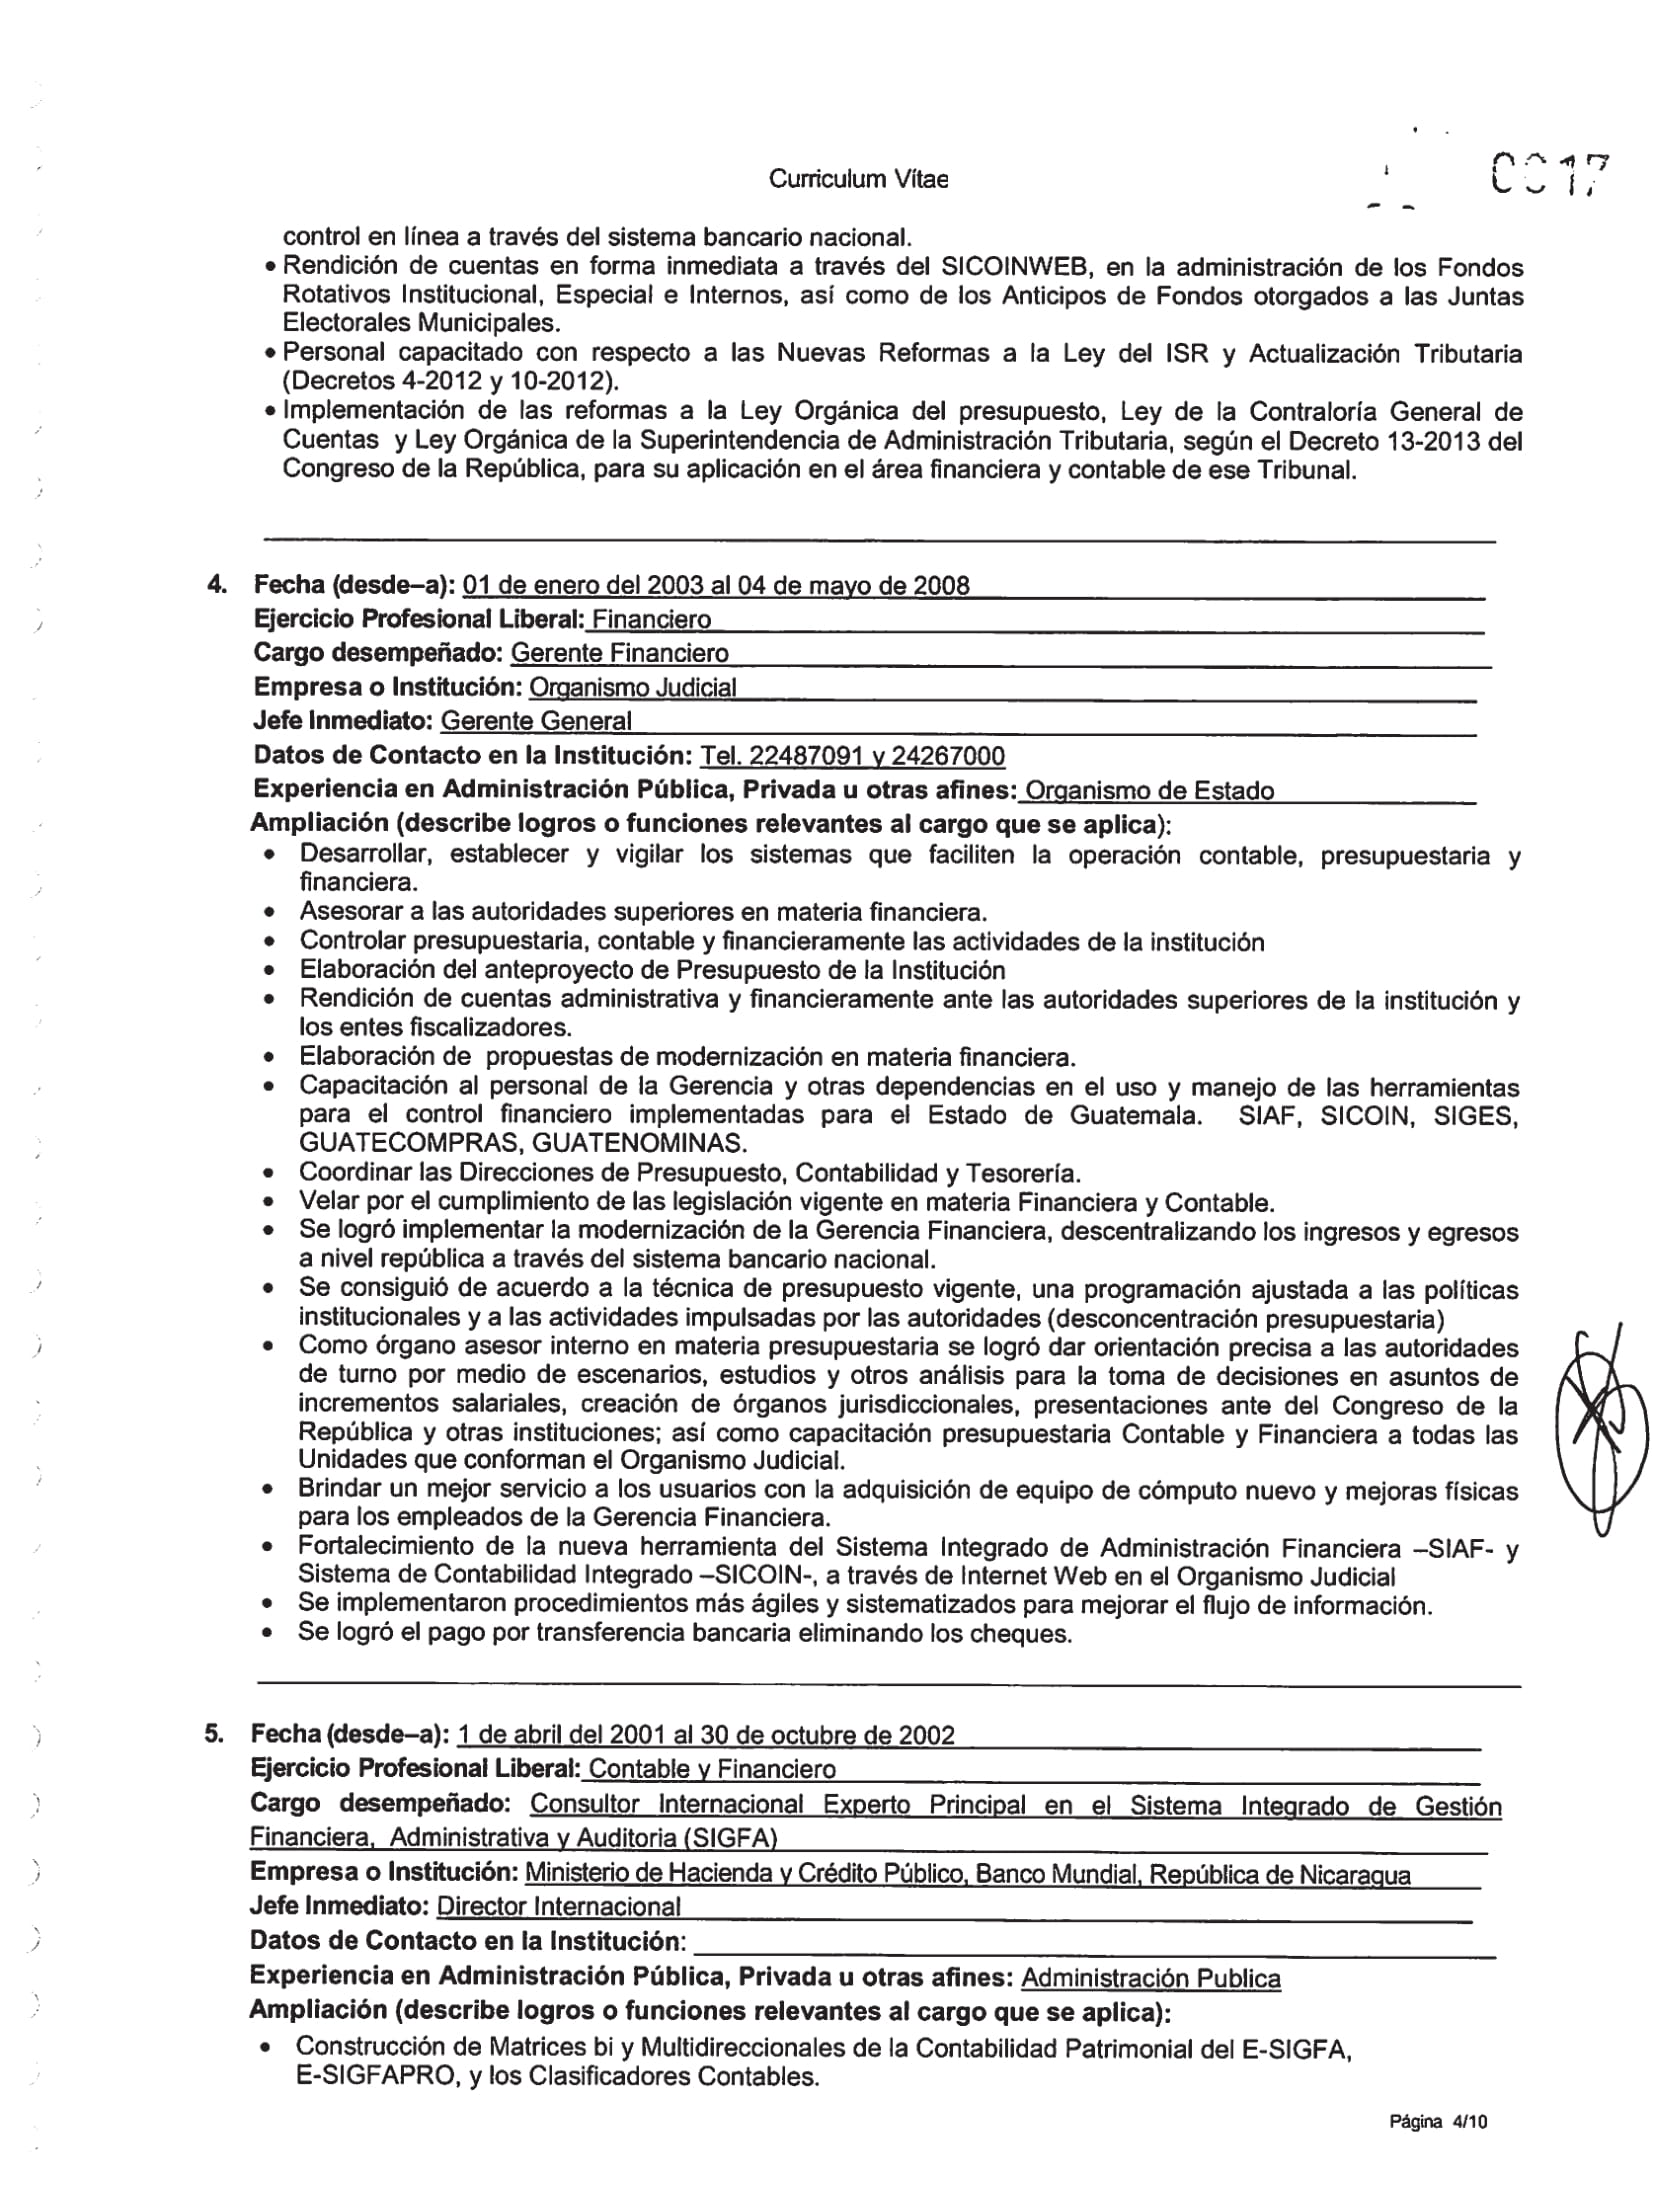 Curriculum Vítae
0017
control en línea a través del sistema bancario nacional.
• Rendición de cuentas en forma inmediata a través del SICOINWEB, en la administración de los Fondos
Rotativos Institucional, Especial e Internos, así como de los Anticipos de Fondos otorgados a las Juntas
Electorales Municipales.
• Personal capacitado con respecto a las Nuevas Reformas a la Ley del ISR y Actualización Tributaria
(Decretos 4-2012 y 10-2012).
• Implementación de las reformas a la Ley Orgánica del presupuesto, Ley de la Contraloría General de
Cuentas y Ley Orgánica de la Superintendencia de Administración Tributaria, según el Decreto 13-2013 del
Congreso de la República, para su aplicación en el área financiera y contable de ese Tribunal.
4. Fecha (desde–a): 01 de enero del 2003 al 04 de mayo de 2008
Ejercicio Profesional Liberal: Financiero
Cargo desempeñado: Gerente Financiero
Empresa o Institución: Organismo Judicial
Jefe Inmediato: Gerente General
Datos de Contacto en la Institución: Tel. 22487091 y 24267000
Experiencia en Administración Pública, Privada u otras afines: Organismo de Estado
Ampliación (describe logros o funciones relevantes al cargo que se aplica):
• Desarrollar, establecer y vigilar los sistemas que faciliten la operación contable, presupuestaria y
financiera.
• Asesorar a las autoridades superiores en materia financiera.
• Controlar presupuestaria, contable y financieramente las actividades de la institución
• Elaboración del anteproyecto de Presupuesto de la Institución
• Rendición de cuentas administrativa y financieramente ante las autoridades superiores de la institución y
los entes fiscalizadores.
• Elaboración de propuestas de modernización en materia financiera.
• Capacitación al personal de la Gerencia y otras dependencias en el uso y manejo de las herramientas
para el control financiero implementadas para el Estado de Guatemala. SIAF, SICOIN, SIGES,
GUATECOMPRAS, GUATENOMINAS.
• Coordinar las Direcciones de Presupuesto, Contabilidad y Tesorería.
• Velar por el cumplimiento de las legislación vigente en materia Financiera y Contable.
• Se logró implementar la modernización de la Gerencia Financiera, descentralizando los ingresos y egresos
a nivel república a través del sistema bancario nacional.
• Se consiguió de acuerdo a la técnica de presupuesto vigente, una programación ajustada a las políticas
institucionales y a las actividades impulsadas por las autoridades (desconcentración presupuestaria)
• Como órgano asesor interno en materia presupuestaria se logró dar orientación precisa a las autoridades
de turno por medio de escenarios, estudios y otros análisis para la toma de decisiones en asuntos de
incrementos salariales, creación de órganos jurisdiccionales, presentaciones ante del Congreso de la
República y otras instituciones; así como capacitación presupuestaria Contable y Financiera a todas las
Unidades que conforman el Organismo Judicial.
• Brindar un mejor servicio a los usuarios con la adquisición de equipo de cómputo nuevo y mejoras físicas
para los empleados de la Gerencia Financiera.
• Fortalecimiento de la nueva herramienta del Sistema Integrado de Administración Financiera –SIAF- y
Sistema de Contabilidad Integrado –SICOIN-, a través de Internet Web en el Organismo Judicial
• Se implementaron procedimientos más ágiles y sistematizados para mejorar el flujo de información.
• Se logró el pago por transferencia bancaria eliminando los cheques.
5. Fecha (desde–a): 1 de abril del 2001 al 30 de octubre de 2002
Ejercicio Profesional Liberal: Contable y Financiero
Cargo desempeñado: Consultor Internacional Experto Principal en el Sistema Integrado de Gestión
Financiera, Administrativa y Auditoria (SIGFA)
Empresa o Institución: Ministerio de Hacienda y Crédito Público, Banco Mundial, República de Nicaragua
Jefe Inmediato: Director Internacional
Datos de Contacto en la Institución:
Experiencia en Administración Pública, Privada u otras afines: Administración Publica
Ampliación (describe logros o funciones relevantes al cargo que se aplica):
• Construcción de Matrices bi y Multidireccionales de la Contabilidad Patrimonial del E-SIGFA,
E-SIGFAPRO, y los Clasificadores Contables.
Página 4/10